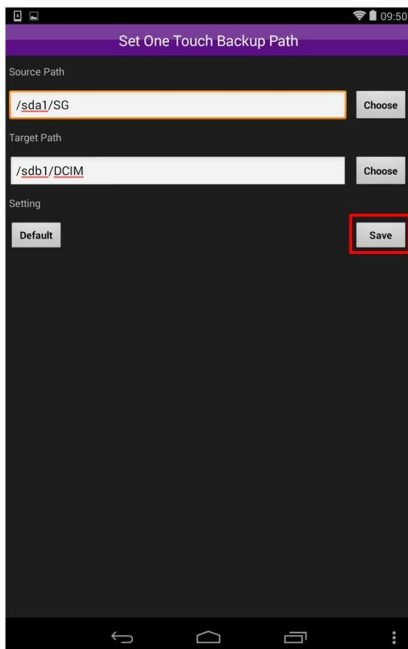 09:50
Set One Touch Backup Path
Source Path
/sda1/SG
Choose
Target Path
/sdb1/DCIM
Choose
Setting
Default
Save